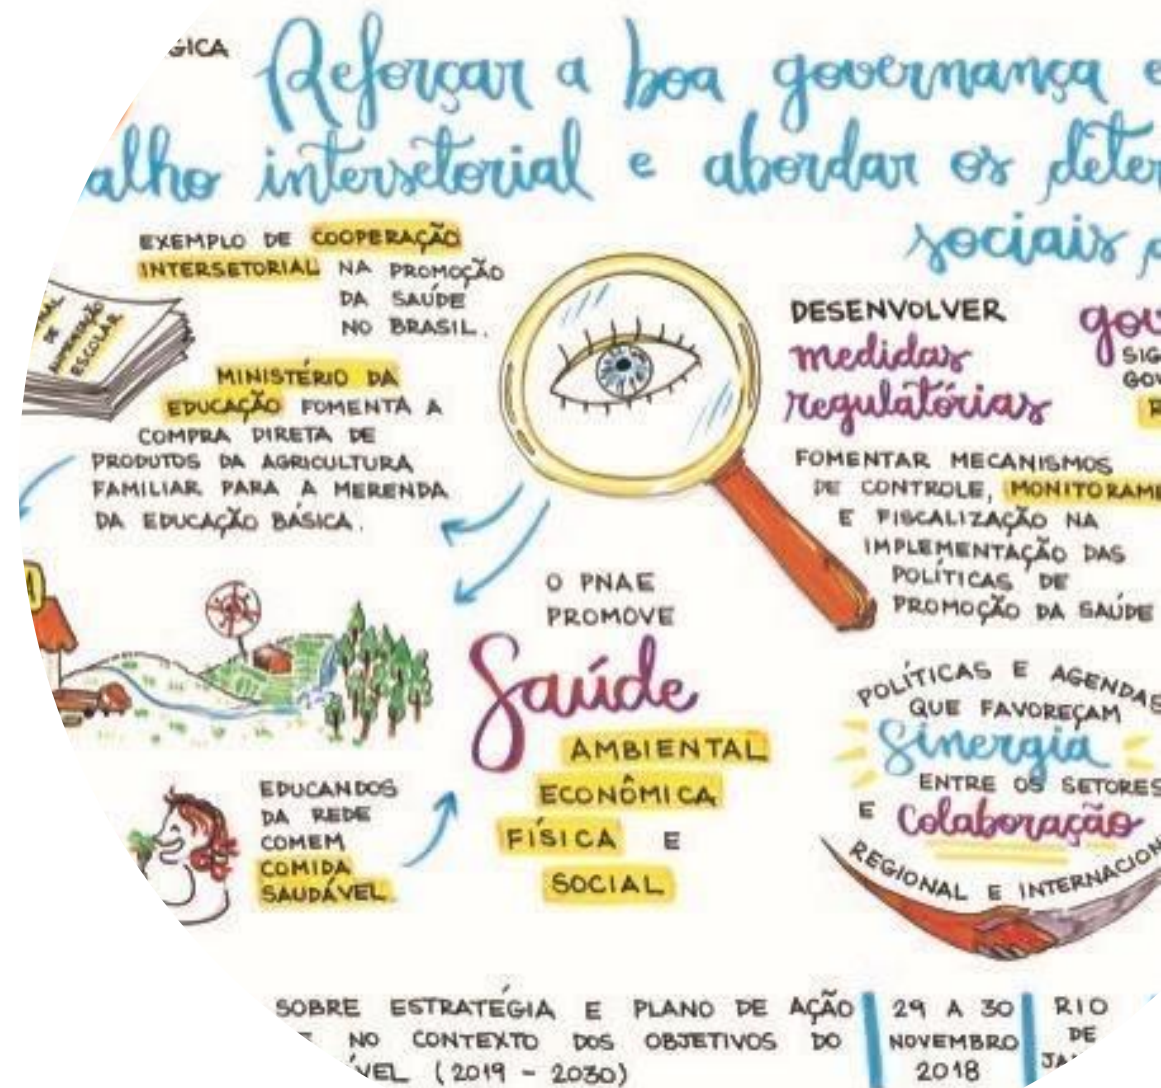 Reforçar a boa governança e
intersetorial e abordar os
sociais
EXEMPLO DE COOPERAÇÃO
INTERSETORIAL NA PROMOÇÃO
DA SAÚDE
NO BRASIL.
DE
ALIMENTAÇÃO
ESCOLAR
MINISTÉRIO DA
EDUCAÇÃO FOMENTA A
COMPRA DIRETA DE
PRODUTOS DA AGRICULTURA
FAMILIAR PARA A MERENDA
DA EDUCAÇÃO BÁSICA.
DESENVOLVER
medidas
regulatórias
FOMENTAR MECANISMOS
DE CONTROLE, MONITORAME
E FISCALIZAÇÃO NA
IMPLEMENTAÇÃO DAS
POLÍTICAS DE
PROMOÇÃO DA SAÚDE
O PNAE
PROMOVE
Saúde
AMBIENTAL
ECONÔMICA
FÍSICA E
SOCIAL
EDUCANDOS
DA REDE
COMEM
COMIDA
SAUDÁVEL.
POLÍTICAS E AGENDAS
QUE FAVOREÇAM
Sinergia
ENTRE OS SETORES
E Colaboração
REGIONAL E INTERNACION
SOBRE ESTRATÉGIA E PLANO DE AÇÃO
NO CONTEXTO DOS OBJETIVOS DO
VEL (2019 - 2030)
29 A 30
NOVEMBRO
2018
RIO
DE